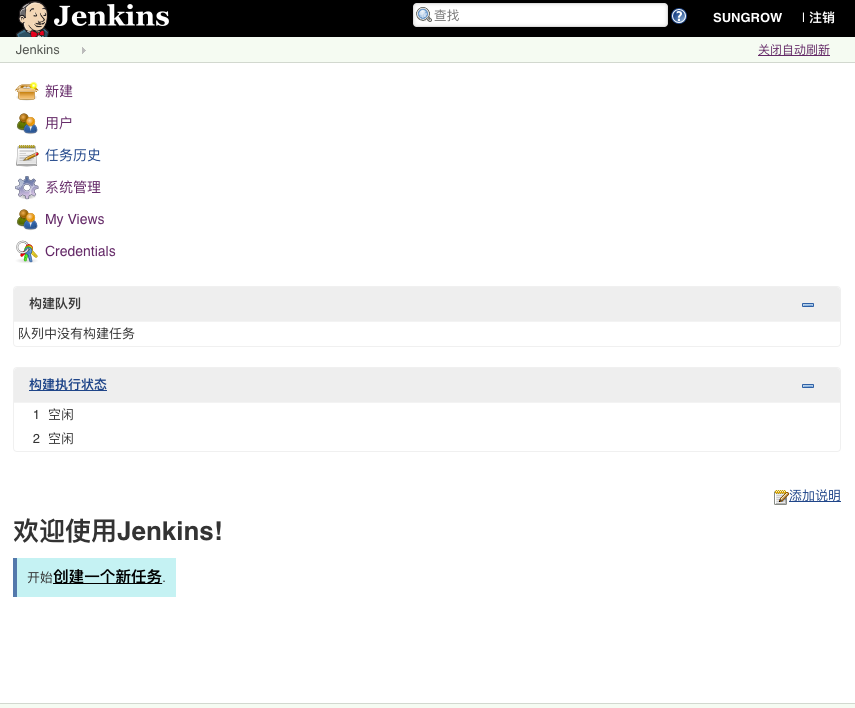 Jenkins
查找
SUNGROW
| 注销
Jenkins
关闭自动刷新
新建
用户
任务历史
系统管理
My Views
Credentials
构建队列
队列中没有构建任务
构建执行状态
1 空闲
2 空闲
添加说明
欢迎使用Jenkins!
开始创建一个新任务.